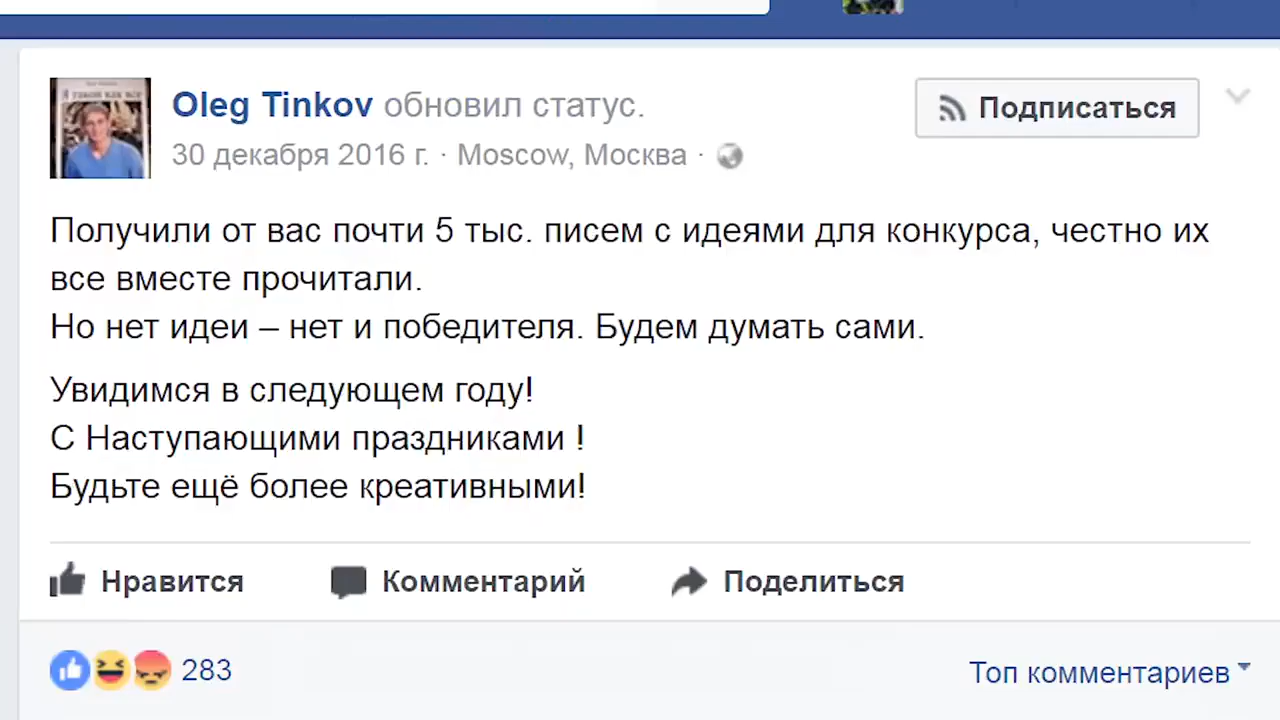 Oleg Tinkov обновил статус.
Подписаться
30 декабря 2016 г. · Moscow, Москва ·
Получили от вас почти 5 тыс. писем с идеями для конкурса, честно их
все вместе прочитали.
Но нет идеи – нет и победителя. Будем думать сами.
Увидимся в следующем году!
С Наступающими праздниками !
Будьте ещё более креативными!
Нравится
Комментарий
Поделиться
283
Топ комментариев